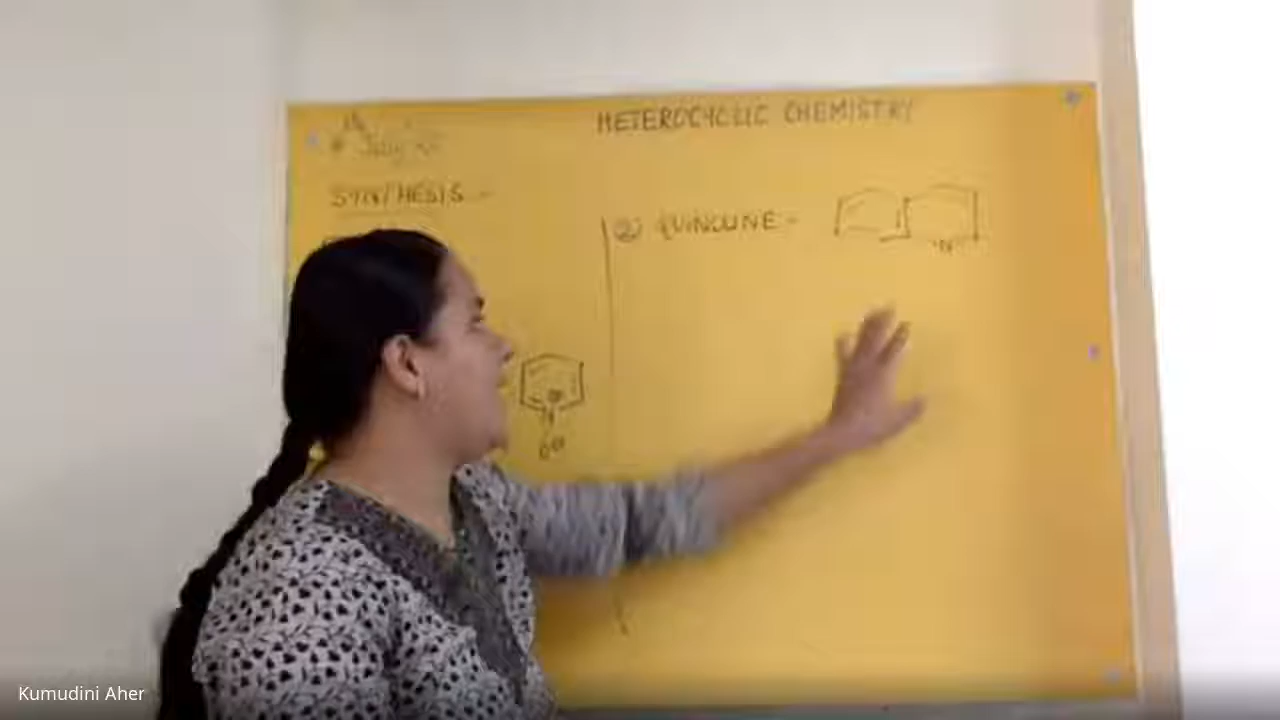 HETEROCYCLIC CHEMISTRY
SYNTHESIS -
② QUINOLINE -
N
N
Kumudini Aher